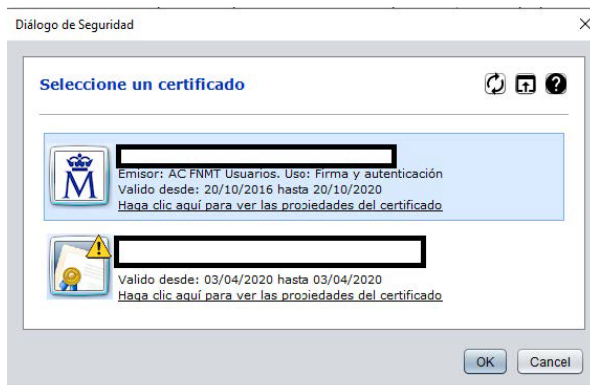 Diálogo de Seguridad
Seleccione un certificado
Emisor: AC FNMT Usuarios. Uso: Firma y autenticación
Valido desde: 20/10/2016 hasta 20/10/2020
Haga clic aquí para ver las propiedades del certificado
Valido desde: 03/04/2020 hasta 03/04/2020
Haga clic aquí para ver las propiedades del certificado
OK Cancel